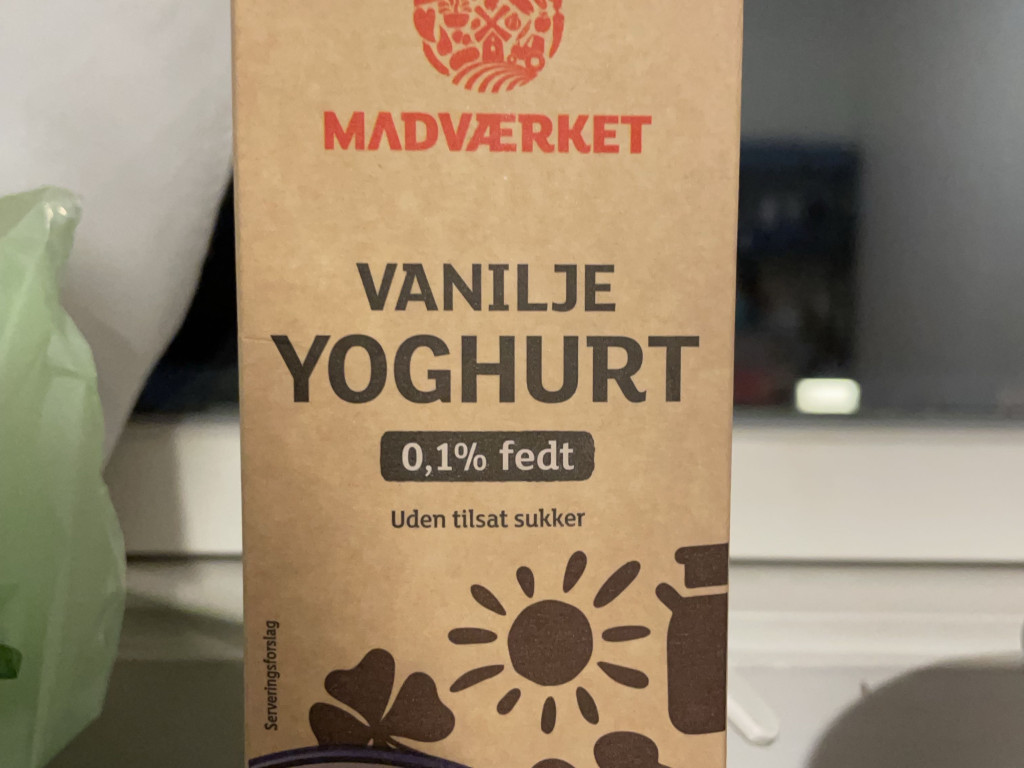 MADVÆRKET
VANILJE
YOGHURT
0,1% fedt
Uden tilsat sukker
Serveringsforslag